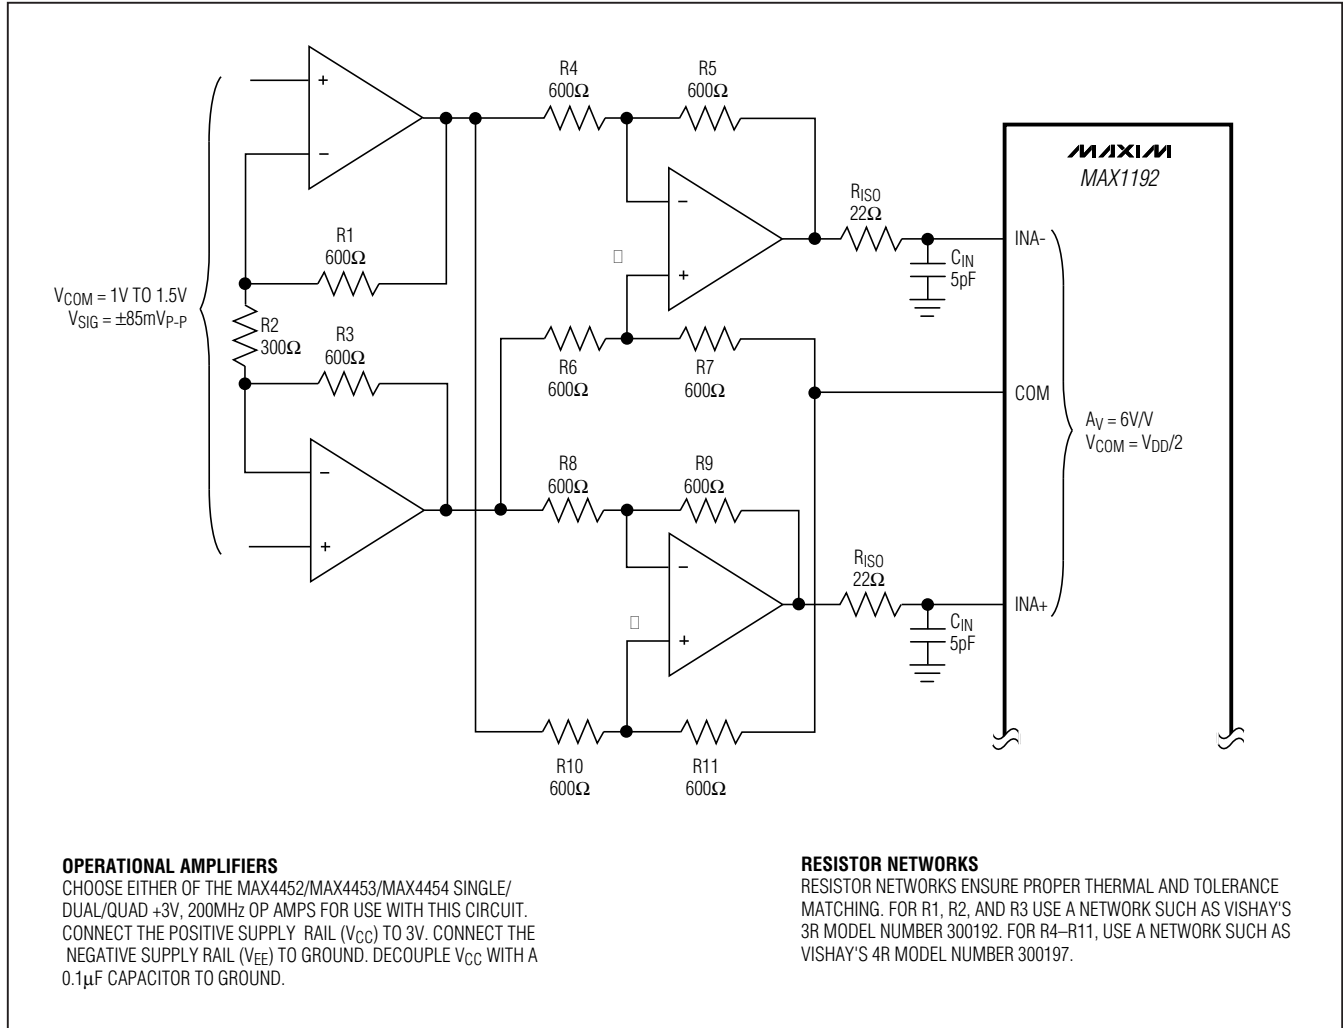 +
−
R1
600Ω
VCOM = 1V TO 1.5V
VSIG = ±85mVP-P
R2
300Ω
R3
600Ω
−
+
R4
600Ω
R5
600Ω
−
+
R6
600Ω
R7
600Ω
R8
600Ω
R9
600Ω
−
+
R10
600Ω
R11
600Ω
RISO
22Ω
CIN
5pF
RISO
22Ω
CIN
5pF
MAXIM
MAX1192
INA-
COM
INA+
AV = 6V/V
VCOM = VDD/2
OPERATIONAL AMPLIFIERS
CHOOSE EITHER OF THE MAX4452/MAX4453/MAX4454 SINGLE/
DUAL/QUAD +3V, 200MHz OP AMPS FOR USE WITH THIS CIRCUIT.
CONNECT THE POSITIVE SUPPLY RAIL (VCC) TO 3V. CONNECT THE
NEGATIVE SUPPLY RAIL (VEE) TO GROUND. DECOUPLE VCC WITH A
0.1μF CAPACITOR TO GROUND.
RESISTOR NETWORKS
RESISTOR NETWORKS ENSURE PROPER THERMAL AND TOLERANCE
MATCHING. FOR R1, R2, AND R3 USE A NETWORK SUCH AS VISHAY'S
3R MODEL NUMBER 300192. FOR R4–R11, USE A NETWORK SUCH AS
VISHAY'S 4R MODEL NUMBER 300197.